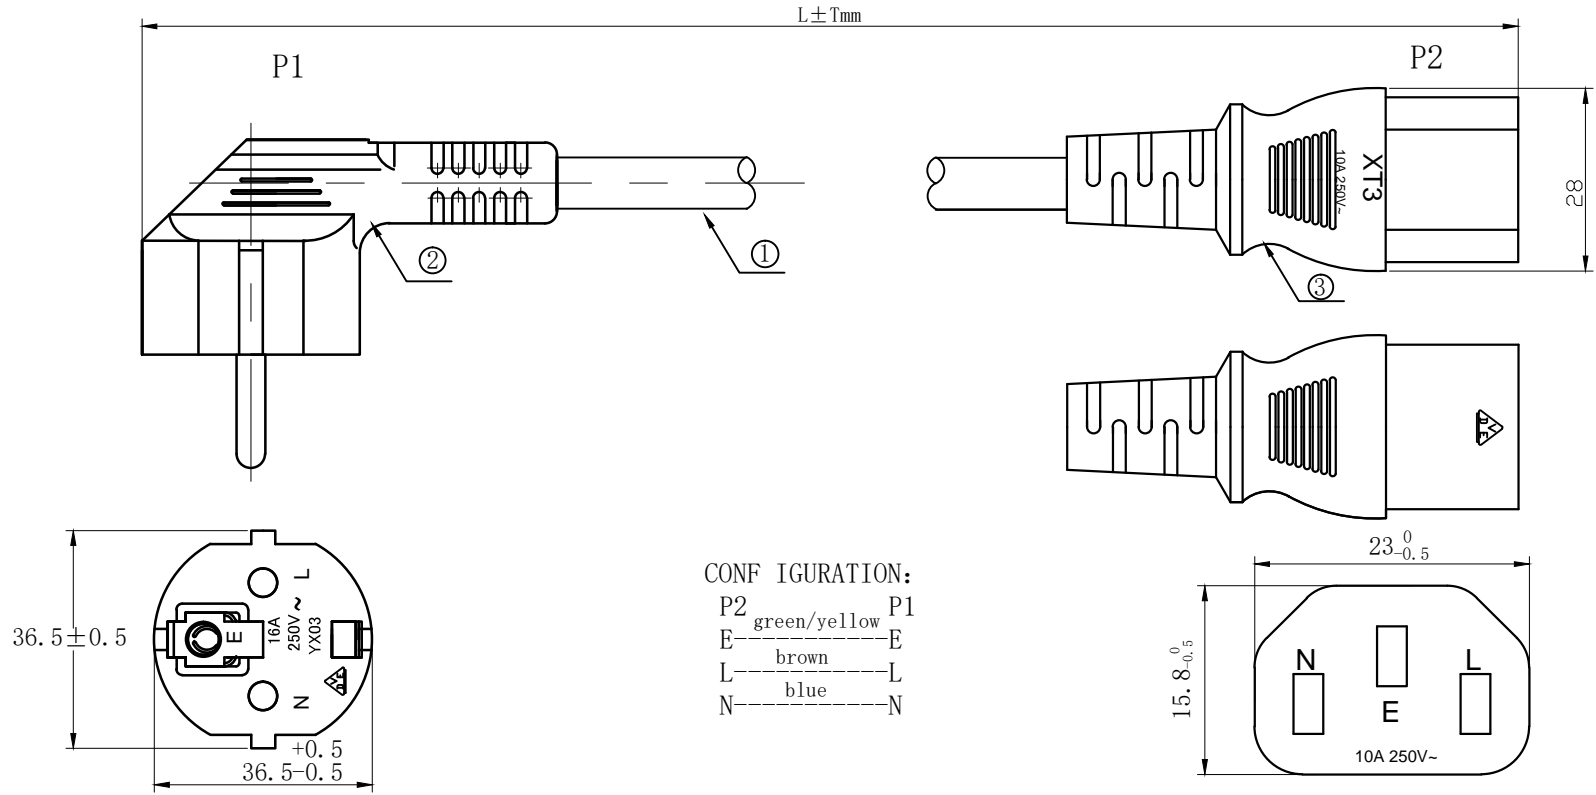 L±Tmm
P1
P2
10A 250V~
XT3
28
②
①
③
VDE
36.5±0.5
L
16A
250V~
YX03
E
N
VDE
+0.5
36.5-0.5
CONF IGURATION:
P2 P1
green/yellow
E-----------E
brown
L-----------L
blue
N-----------N
23 0
-0.5
15.8 0
-0.5
N L
E
10A 250V~